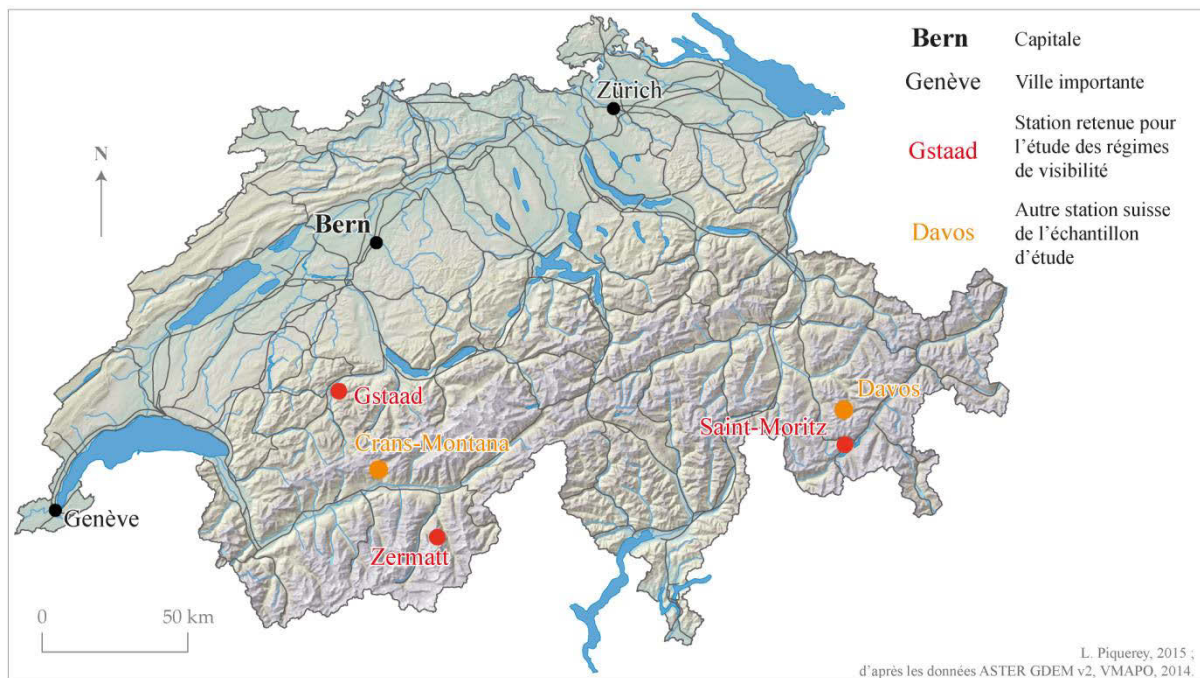 Bern Capitale
Genève Ville importante
Gstaad Station retenue pour
l'étude des régimes
de visibilité
Davos Autre station suisse
de l'échantillon
d'étude
N
Zürich
Bern
Gstaad
Davos
Saint-Moritz
Crans-Montana
Genève
Zermatt
0 50 km
L. Piquerey, 2015 ;
d'après les données ASTER GDEM v2, VMAPO, 2014.